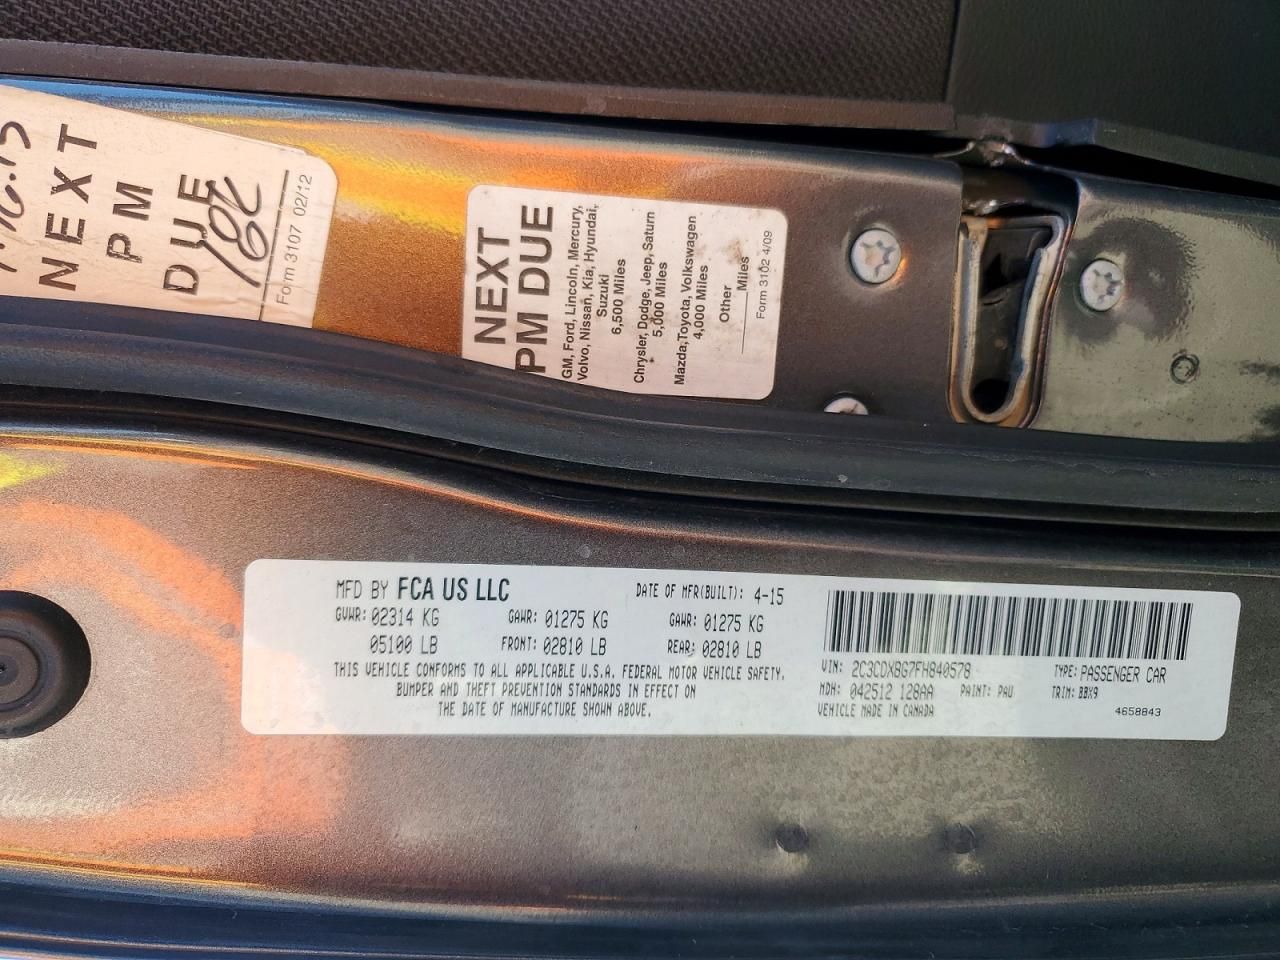 NEXT
PM
DUE
Form 3107 02/12
NEXT
PM DUE
GM, Ford, Lincoln, Mercury,
Volvo, Nissan, Kia, Hyundai,
Suzuki
6,500 Miles
Chrysler, Dodge, Jeep, Saturn
5,000 Miles
Mazda, Toyota, Volkswagen
4,000 Miles
Other
Miles
Form 3102 4/09
MFD BY FCA US LLC
DATE OF MFR(BUILT): 4-15
GVWR: 02314 KG GAWR: 01275 KG GAWR: 01275 KG
05100 LB FRONT: 02810 LB REAR: 02810 LB
THIS VEHICLE CONFORMS TO ALL APPLICABLE U.S.A. FEDERAL MOTOR VEHICLE SAFETY,
BUMPER AND THEFT PREVENTION STANDARDS IN EFFECT ON
THE DATE OF MANUFACTURE SHOWN ABOVE.
VIN: 2C3CDXBG7FH840578 TYPE: PASSENGER CAR
MDH: 042512 128AA PAINT: PAU TRIM: BBX9
VEHICLE MADE IN CANADA 4658843